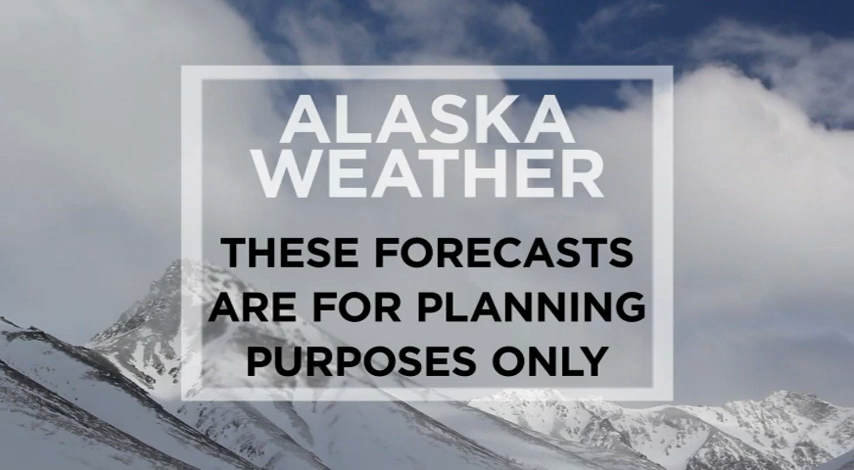 ALASKA
WEATHER
THESE FORECASTS
ARE FOR PLANNING
PURPOSES ONLY